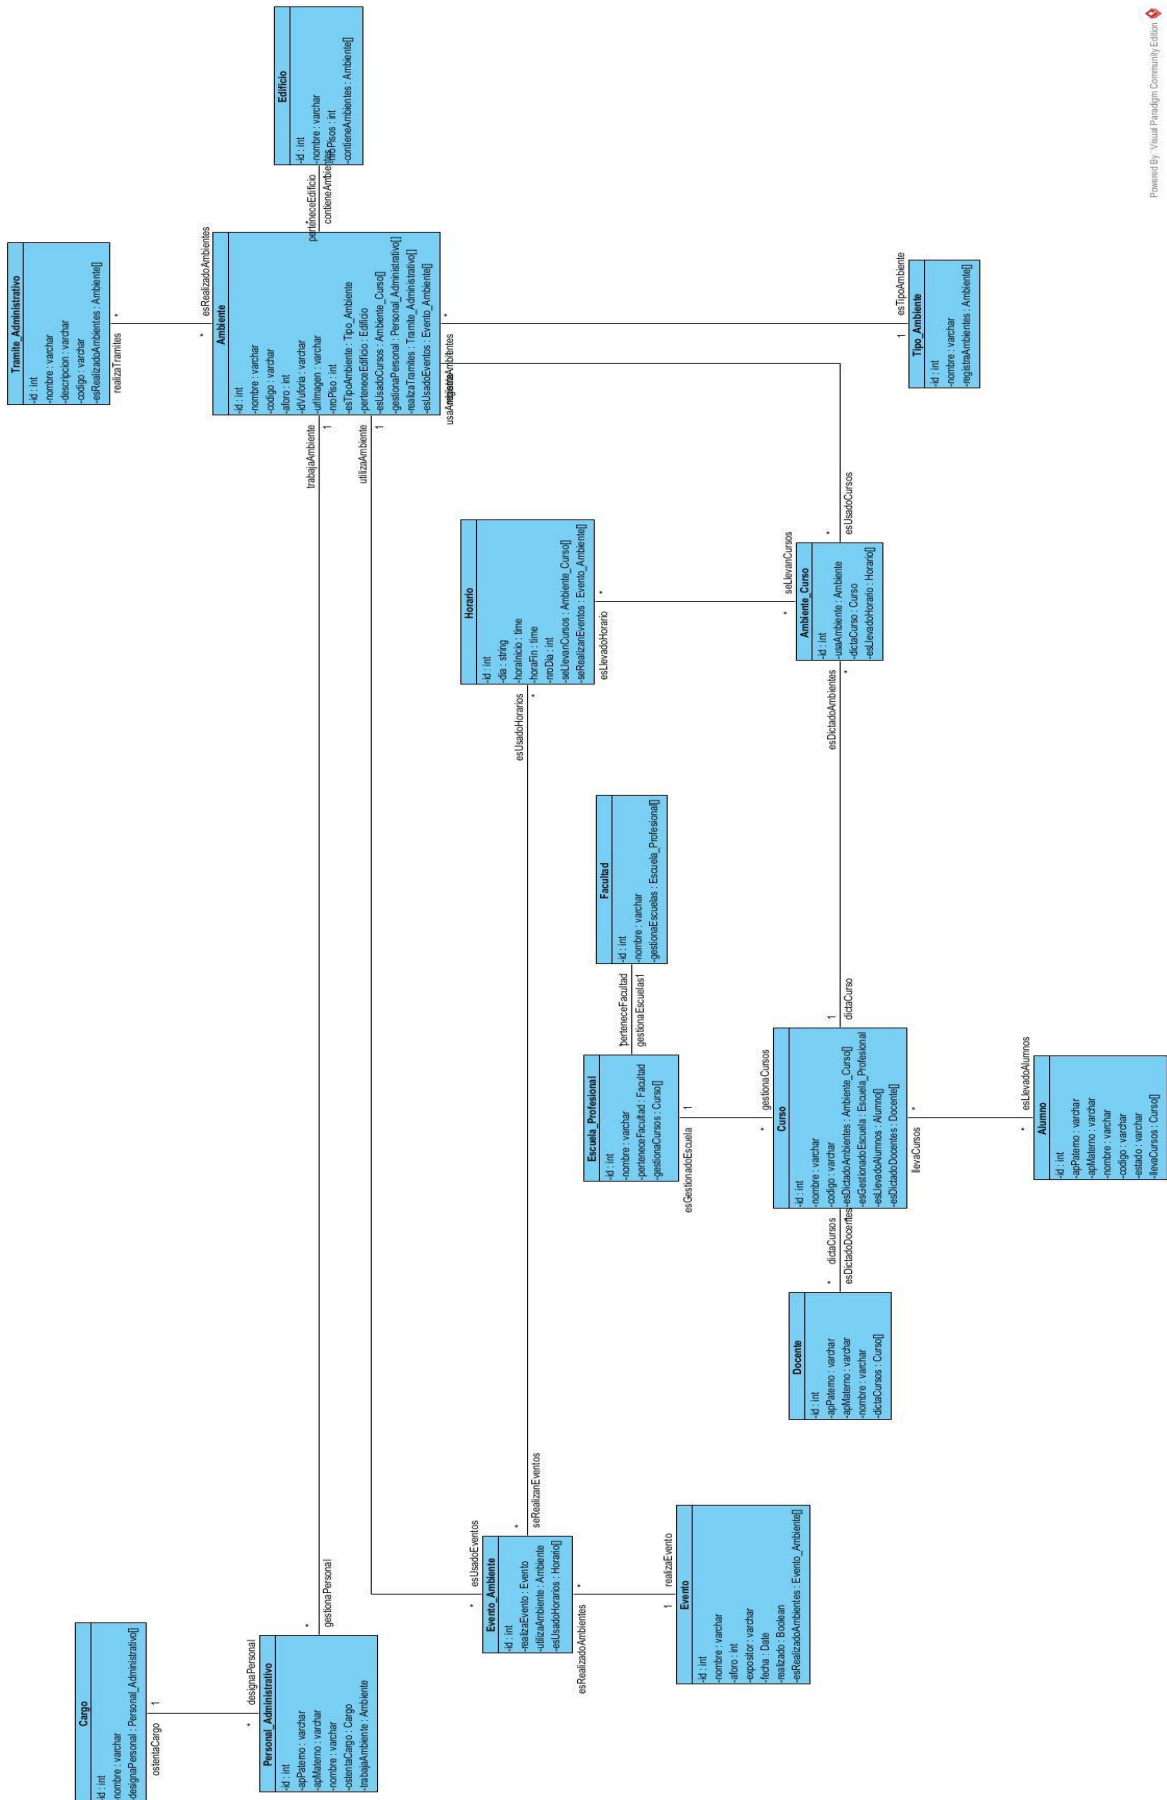 Cargo
-id : int
-nombre : varchar
-designaPersonal : Personal_Administrativo[]
ostentaCargo
1
designaPersonal
*
Personal_Administrativo
-id : int
-apPaterno : varchar
-apMaterno : varchar
-nombre : varchar
-ostentaCargo : Cargo
-trabajaAmbiente : Ambiente
*
gestionaPersonal
trabajaAmbiente
1
Tramite_Administrativo
-id : int
-nombre : varchar
-descripcion : varchar
-codigo : varchar
-esRealizadoAmbientes : Ambiente[]
realizaTramites
*
esRealizadoAmbientes
*
Ambiente
-id : int
-nombre : varchar
-codigo : varchar
-aforo : int
-idVuforia : varchar
-urlImagen : varchar
-nroPiso : int
-esTipoAmbiente : Tipo_Ambiente
-perteneceEdificio : Edificio
-esUsadoCursos : Ambiente_Curso[]
-gestionaPersonal : Personal_Administrativo[]
-realizaTramites : Tramite_Administrativo[]
-esUsadoEventos : Evento_Ambiente[]
perteneceEdificio
*
contieneAmbientes
Edificio
-id : int
-nombre : varchar
-nroPisos : int
-contieneAmbientes : Ambiente[]
utilizaAmbiente
1
esUsadoEventos
*
Evento_Ambiente
-id : int
-realizaEvento : Evento
-utilizaAmbiente : Ambiente
-esUsadoHorarios : Horario[]
*
seRealizanEventos
esUsadoHorarios
*
Horario
-id : int
-dia : string
-horaInicio : time
-horaFin : time
-nroDia : int
-seLlevanCursos : Ambiente_Curso[]
-seRealizanEventos : Evento_Ambiente[]
esLlevadoHorario
*
seLlevanCursos
*
Ambiente_Curso
-id : int
-usaAmbiente : Ambiente
-dictaCurso : Curso
-esLlevadoHorario : Horario[]
*
esUsadoCursos
*
esTipoAmbiente
1
Tipo_Ambiente
-id : int
-nombre : varchar
-registraAmbientes : Ambiente[]
esRealizadoAmbientes
*
realizaEvento
1
Evento
-id : int
-nombre : varchar
-aforo : int
-expositor : varchar
-fecha : Date
-realizado : Boolean
-esRealizadoAmbientes : Evento_Ambiente[]
Escuela_Profesional
-id : int
-nombre : varchar
-perteneceFacultad : Facultad
-gestionaCursos : Curso[]
perteneceFacultad
gestionaEscuelas
1
Facultad
-id : int
-nombre : varchar
-gestionaEscuelas : Escuela_Profesional[]
esGestionadoEscuela
1
gestionaCursos
*
Curso
-id : int
-nombre : varchar
-codigo : varchar
-esDictadoAmbientes : Ambiente_Curso[]
-esGestionadoEscuela : Escuela_Profesional
-esLlevadoAlumnos : Alumno[]
-esDictadoDocentes : Docente[]
1
dictaCurso
esDictadoAmbientes
*
*
dictaCursos
esDictadoDocentes
*
Docente
-id : int
-apPaterno : varchar
-apMaterno : varchar
-nombre : varchar
-dictaCursos : Curso[]
llevaCursos
*
esLlevadoAlumnos
*
Alumno
-id : int
-apPaterno : varchar
-apMaterno : varchar
-nombre : varchar
-codigo : varchar
-estado : varchar
-llevaCursos : Curso[]
Powered By Visual Paradigm Community Edition